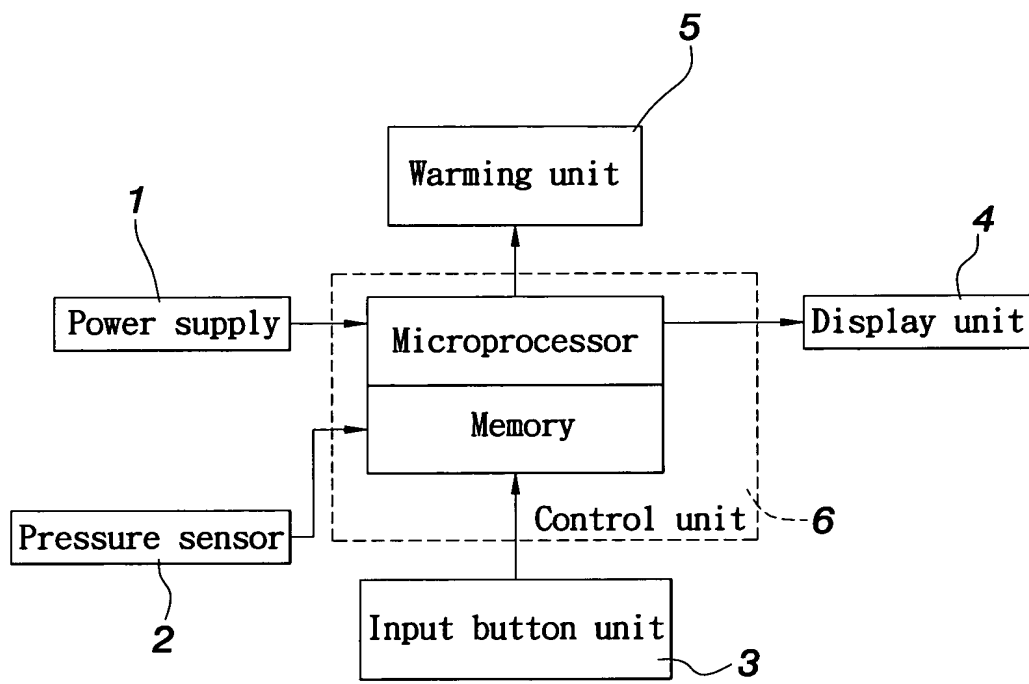 5
Warming unit
1
4
Power supply
Microprocessor
Display unit
Memory
Control unit
6
Pressure sensor
2
Input button unit
3